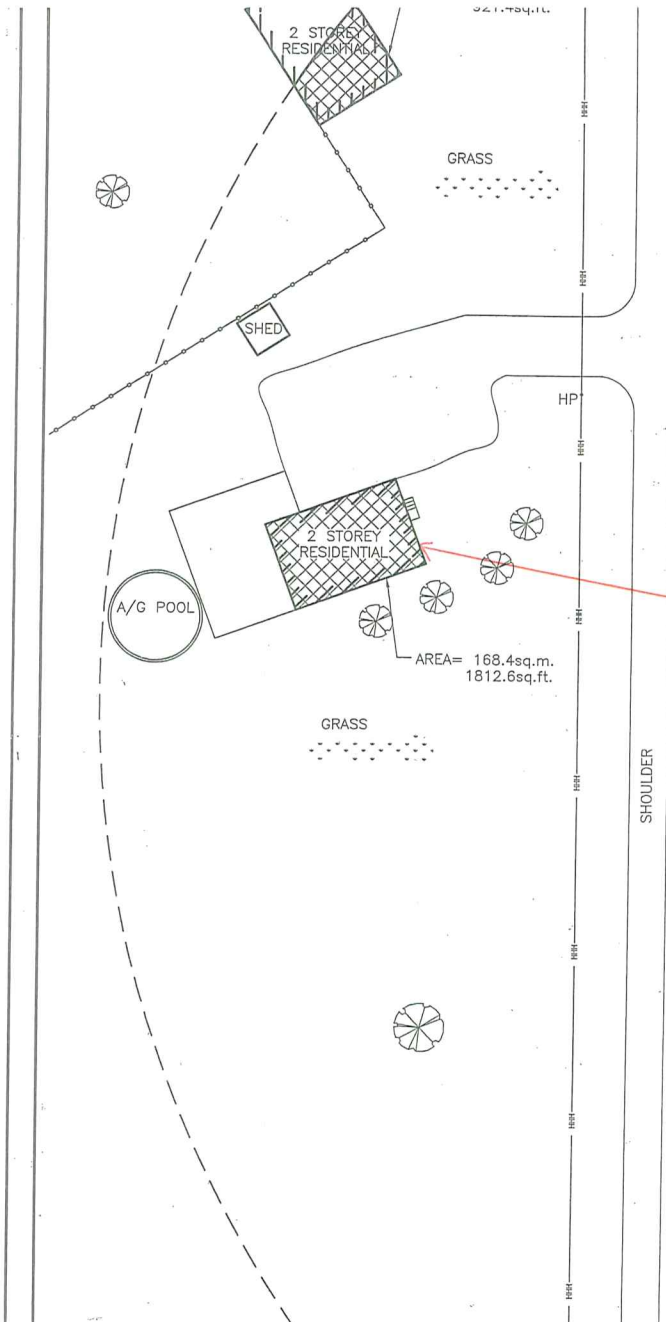 2 STOREY
RESIDENTIAL
GRASS
SHED
HP
2 STOREY
RESIDENTIAL
A/G POOL
AREA= 168.4sq.m.
1812.6sq.ft.
GRASS
SHOULDER